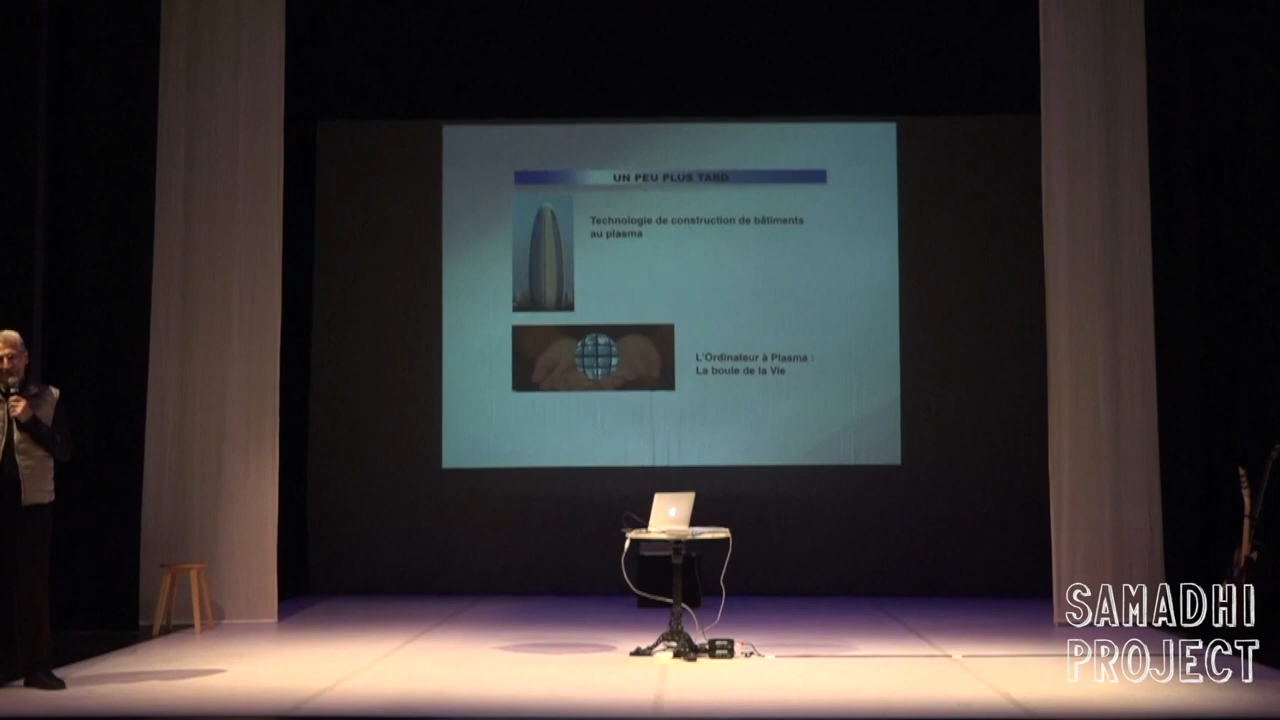 UN PEU PLUS TARD
Technologie de construction de bâtiments
au plasma
L'Ordinateur à Plasma :
La boule de la Vie
SAMADHI
PROJECT